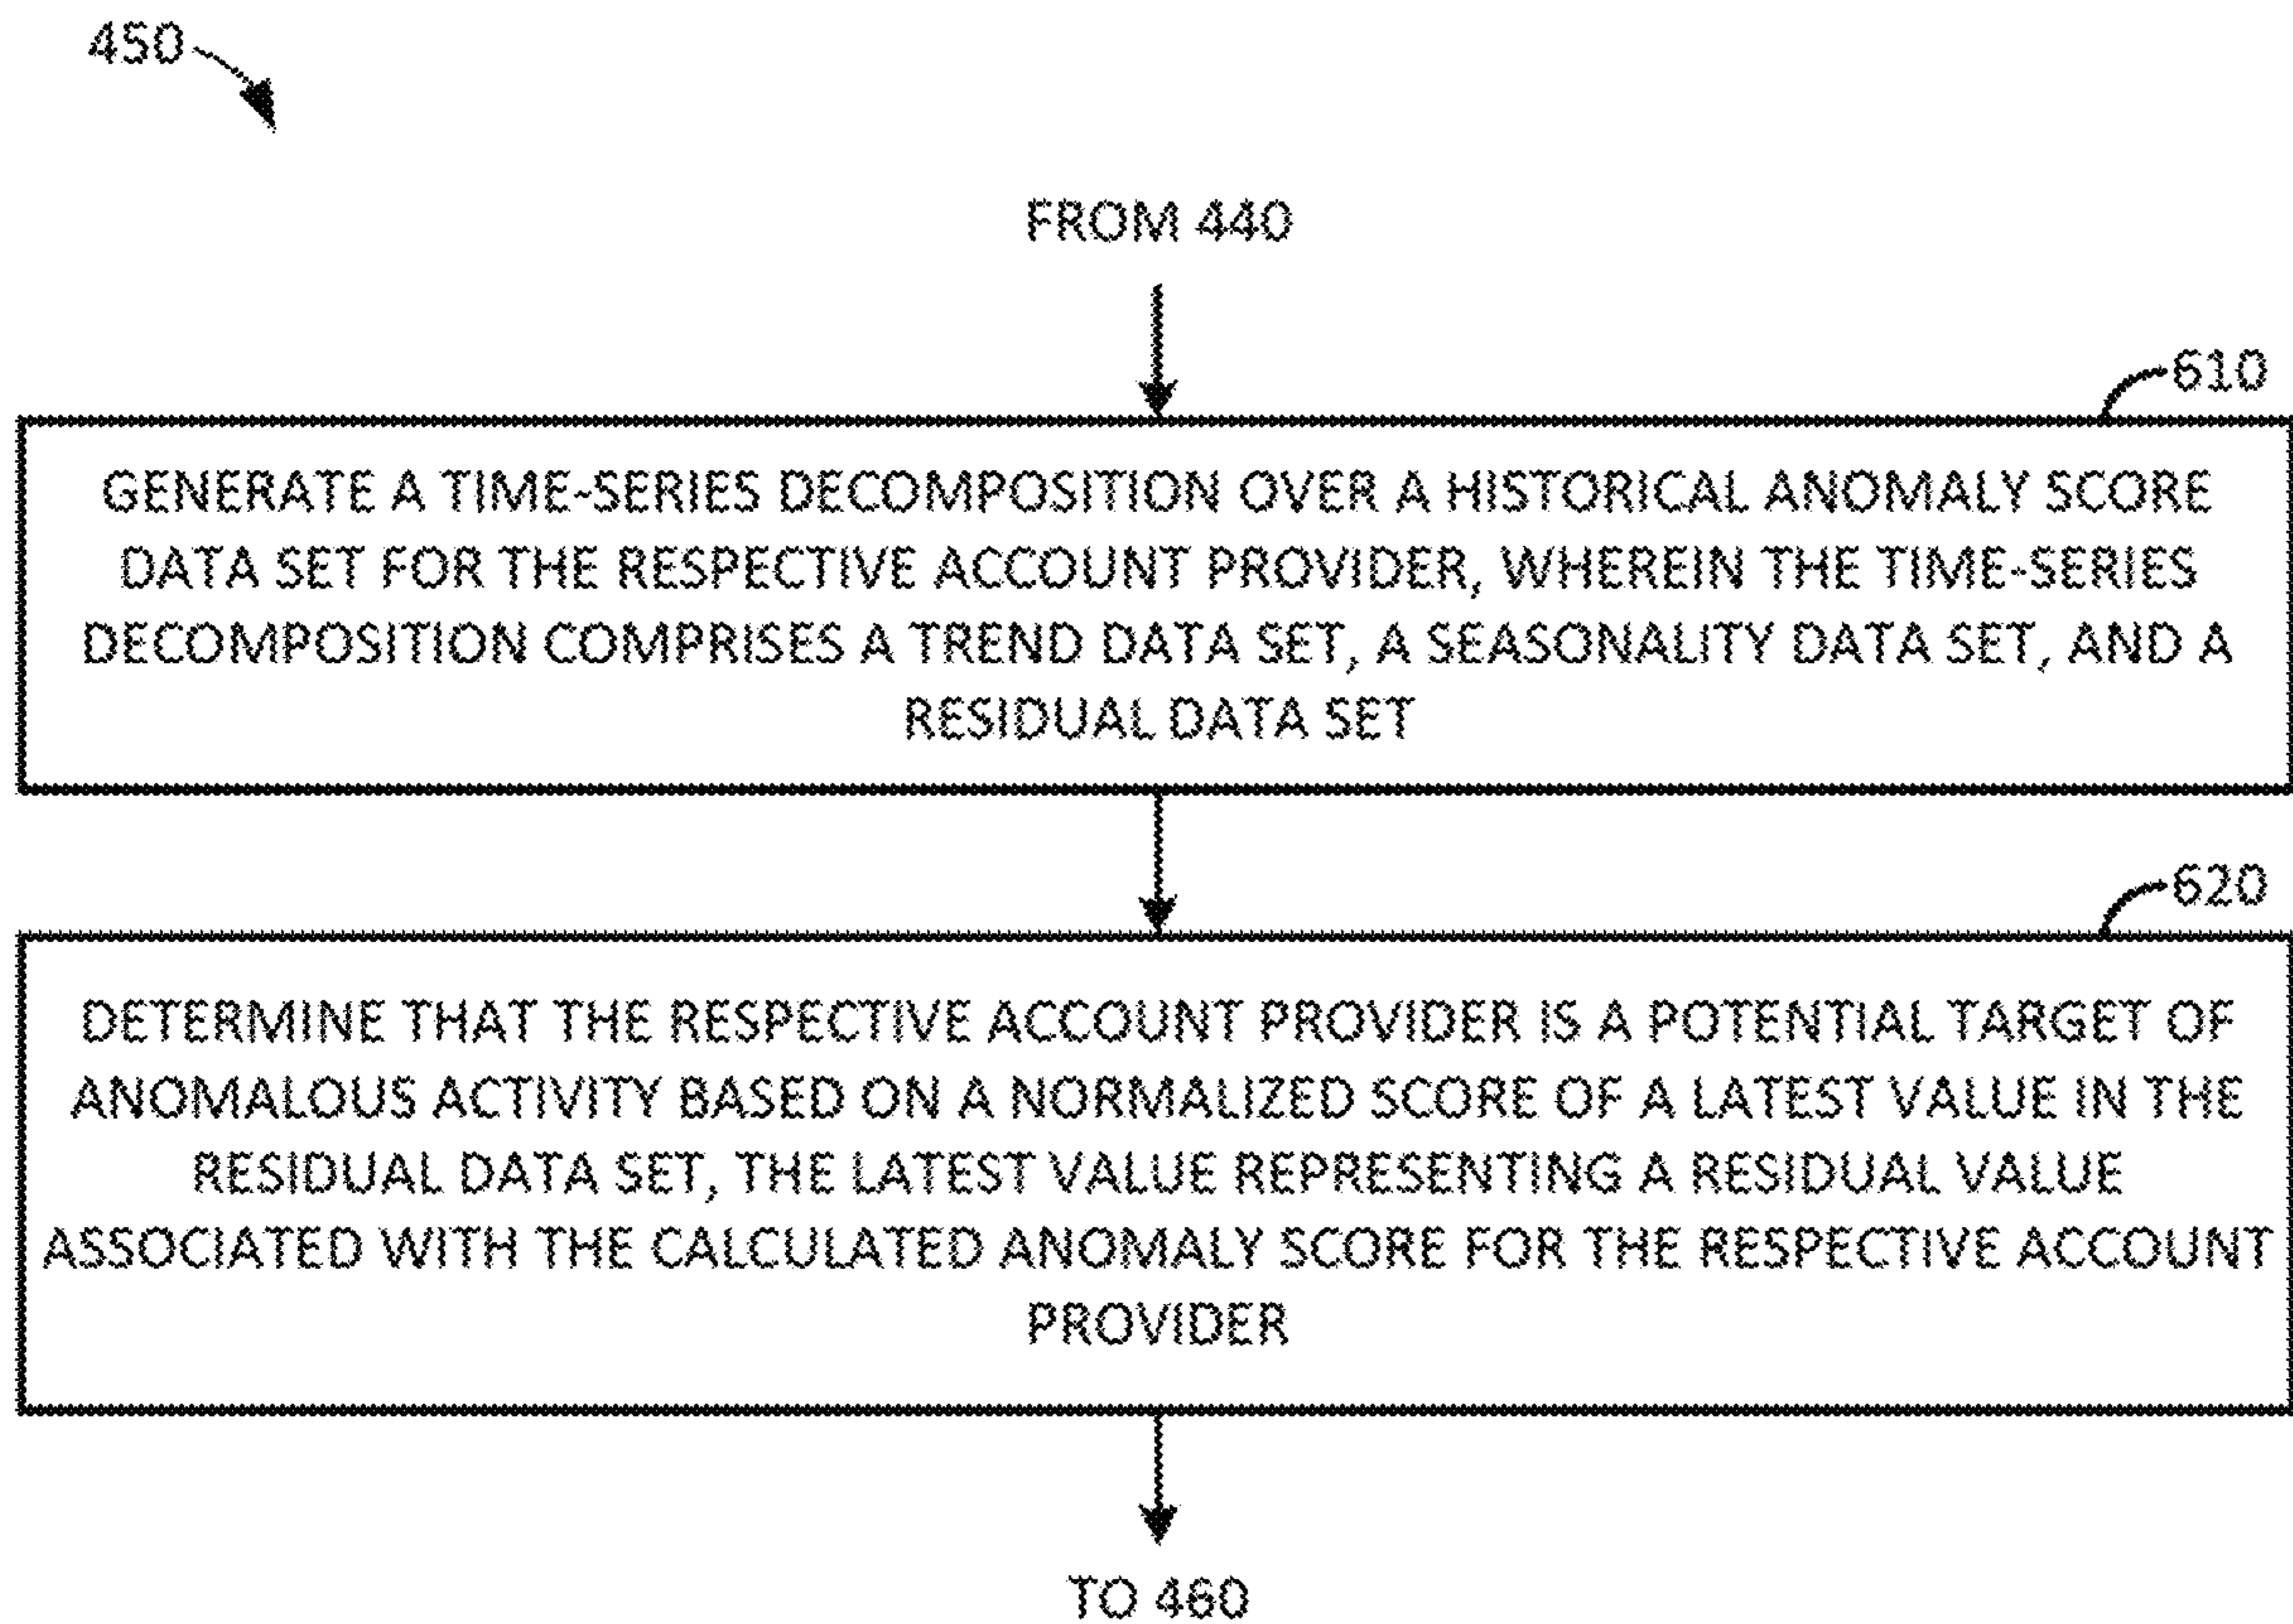 450
FROM 440
610
GENERATE A TIME-SERIES DECOMPOSITION OVER A HISTORICAL ANOMALY SCORE
DATA SET FOR THE RESPECTIVE ACCOUNT PROVIDER, WHEREIN THE TIME-SERIES
DECOMPOSITION COMPRISES A TREND DATA SET, A SEASONALITY DATA SET, AND A
RESIDUAL DATA SET
620
DETERMINE THAT THE RESPECTIVE ACCOUNT PROVIDER IS A POTENTIAL TARGET OF
ANOMALOUS ACTIVITY BASED ON A NORMALIZED SCORE OF A LATEST VALUE IN THE
RESIDUAL DATA SET, THE LATEST VALUE REPRESENTING A RESIDUAL VALUE
ASSOCIATED WITH THE CALCULATED ANOMALY SCORE FOR THE RESPECTIVE ACCOUNT
PROVIDER
TO 460